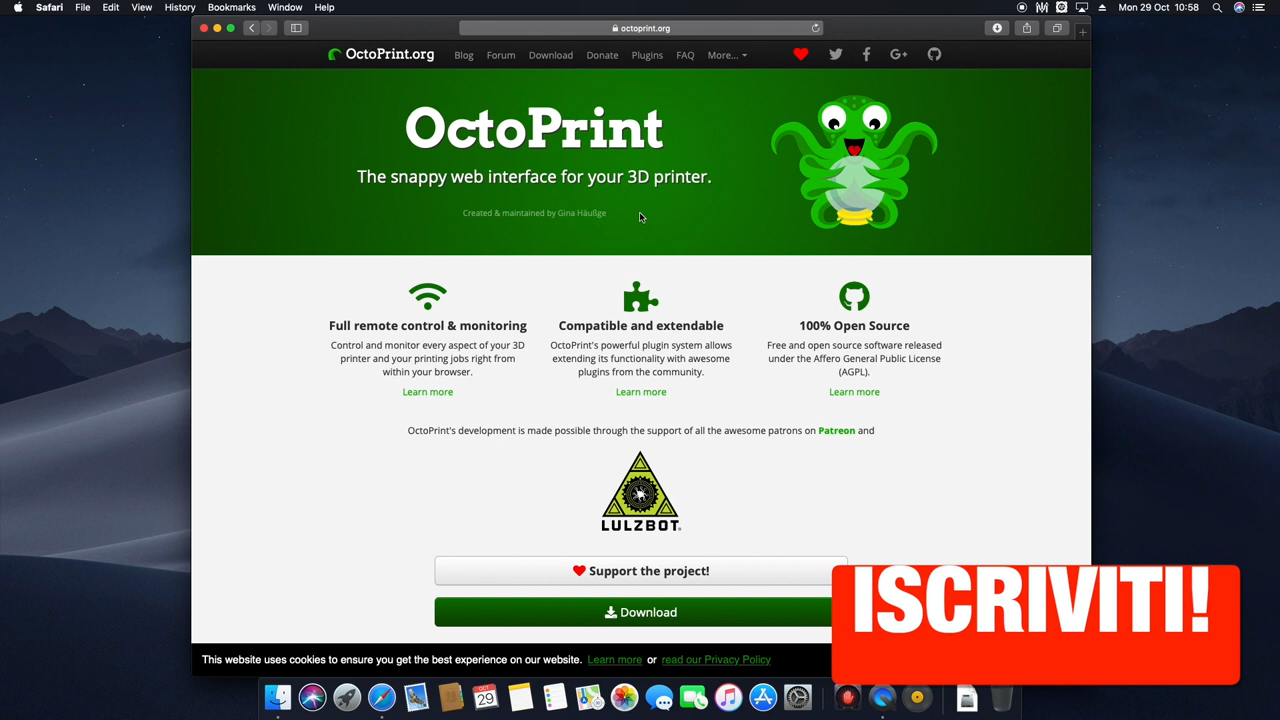 Safari File Edit View History Bookmarks Window Help
Mon 29 Oct 10:58
octoprint.org
OctoPrint.org Blog Forum Download Donate Plugins FAQ More...
OctoPrint
The snappy web interface for your 3D printer.
Created & maintained by Gina Häußge
Full remote control & monitoring
Control and monitor every aspect of your 3D
printer and your printing jobs right from
within your browser.
Learn more
Compatible and extendable
OctoPrint's powerful plugin system allows
extending its functionality with awesome
plugins from the community.
Learn more
100% Open Source
Free and open source software released
under the Affero General Public License
(AGPL).
Learn more
OctoPrint's development is made possible through the support of all the awesome patrons on Patreon and
LULZBOT
Support the project!
Download
ISCRIVITI!
This website uses cookies to ensure you get the best experience on our website. Learn more or read our Privacy Policy
OCT
29